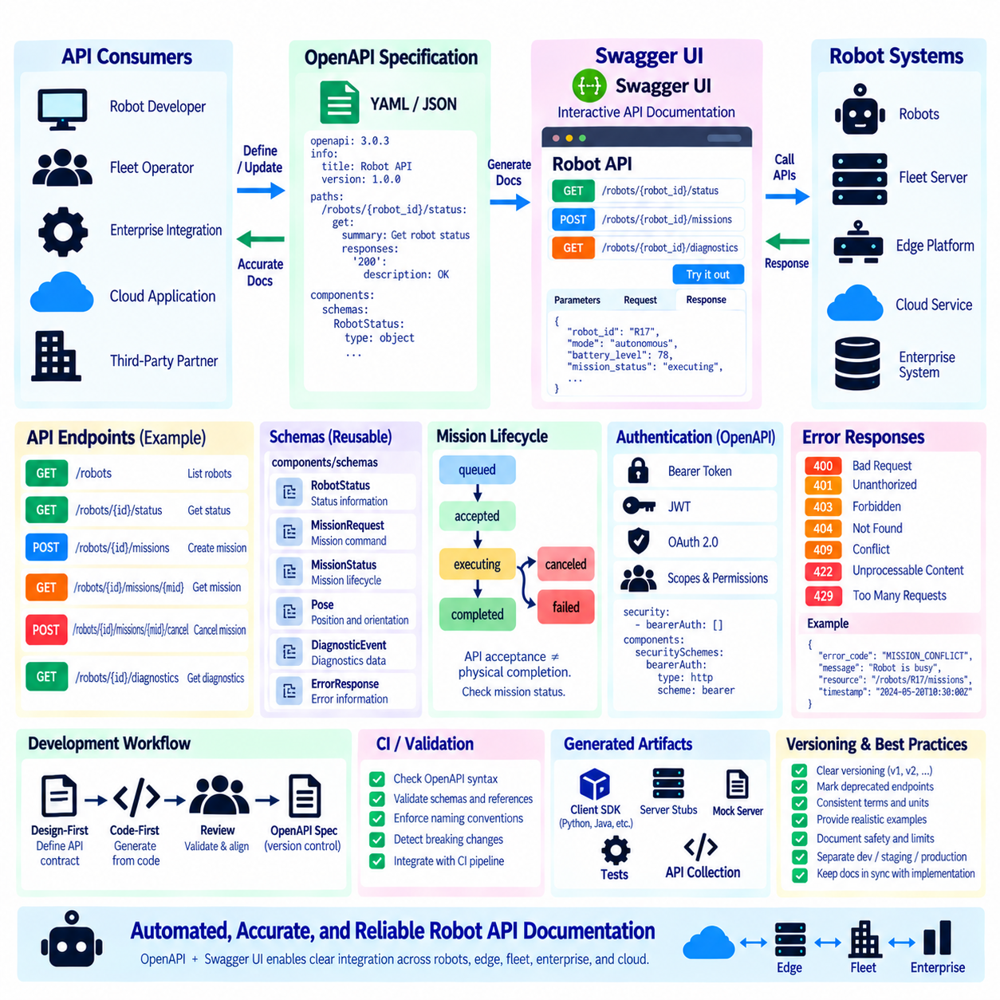 API Consumers
Robot Developer
Fleet Operator
Enterprise Integration
Cloud Application
Third-Party Partner
Define
/ Update
Accurate
Docs
OpenAPI Specification
YAML / JSON
openapi: 3.0.3
info:
title: Robot API
version: 1.0.0
paths:
/robots/{robot_id}/status:
get:
summary: Get robot status
responses:
'200':
description: OK
components:
schemas:
RobotStatus:
type: object
...
Generate
Docs
Swagger UI
Swagger UI
Interactive API Documentation
Robot API
GET /robots/{robot_id}/status
POST /robots/{robot_id}/missions
GET /robots/{robot_id}/diagnostics
Try it out
Parameters Request Response
{
"robot_id": "R17",
"mode": "autonomous",
"battery_level": 78,
"mission_status": "executing",
...
}
Call
APIs
Response
Robot Systems
Robots
Fleet Server
Edge Platform
Cloud Service
Enterprise
System
API Endpoints (Example)
GET /robots List robots
GET /robots/{id}/status Get status
POST /robots/{id}/missions Create mission
GET /robots/{id}/missions/{mid} Get mission
POST /robots/{id}/missions/{mid}/cancel Cancel mission
GET /robots/{id}/diagnostics Get diagnostics
Schemas (Reusable)
components/schemas
RobotStatus
Status information
MissionRequest
Mission command
MissionStatus
Mission lifecycle
Pose
Position and orientation
DiagnosticEvent
Diagnostics data
ErrorResponse
Error information
Mission Lifecycle
queued
accepted
executing
canceled
failed
completed
API acceptance ≠
physical completion.
Check mission status.
Authentication (OpenAPI)
Bearer Token
JWT
OAuth 2.0
Scopes & Permissions
security:
- bearerAuth: []
components:
securitySchemes:
bearerAuth:
type: http
scheme: bearer
Error Responses
400 Bad Request
401 Unanthorized
403 Forbidden
404 Not Found
409 Conflict
422 Unprocessable Content
429 Too Many Requests
Example
{
"error_code": "MISSION_CONFLICT",
"message": "Robot is busy",
"resource": "/robots/R17/missions",
"timestamp": "2024-05-20T10:30:00Z"
}
Development Workflow
Design-First
Define API
contract
Code-First
Generate
from code
Review
Validate & align
OpenAPI Spec
(version control)
CI / Validation
Check OpenAPI syntax
Validate schemas and references
Enforce naming conventions
Detect breaking changes
Integrate with CI pipeline
Generated Artifacts
Client SDK
(Python, Java, etc.)
Server Stubs
Mock Server
Tests
API Collection
Versioning & Best Practices
Clear versioning (v1, v2, ...)
Mark deprecated endpoints
Consistent terms and units
Provide realistic examples
Document safety and limits
Separate dev / staging / production
Keep docs in sync with implementation
Automated, Accurate, and Reliable Robot API Documentation
OpenAPI + Swagger UI enables clear integration across robots, edge, fleet, enterprise, and cloud.
Edge
Fleet
Enterprise